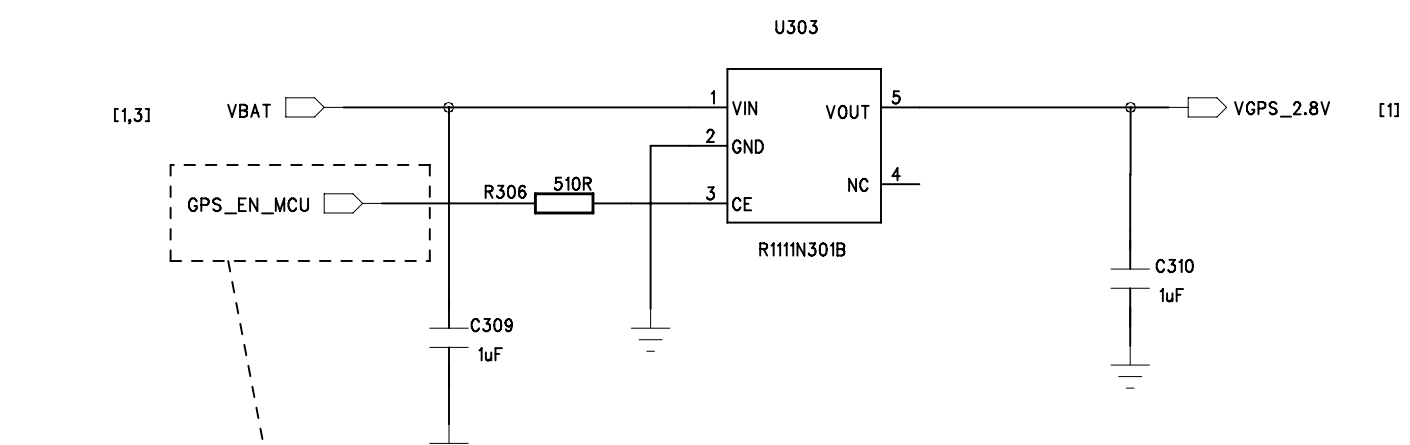 U303
[1,3] VBAT 1 VIN VOUT 5 VGPS_2.8V [1]
2 GND
GPS_EN_MCU R306 510R 3 CE NC 4
R1111N301B
C310
1uF
C309
1uF